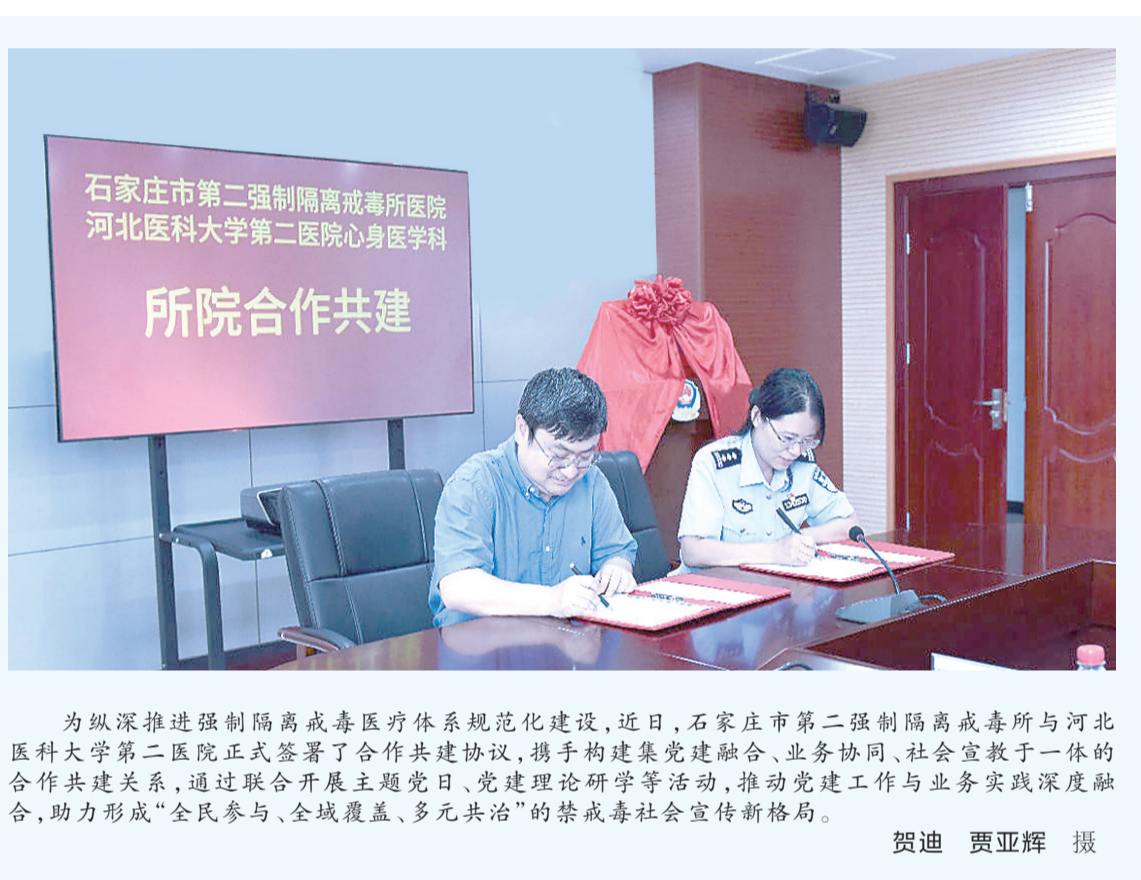 石家庄市第二强制隔离戒毒所医院
河北医科大学第二医院心身医学科
所院合作共建
为纵深推进强制隔离戒毒医疗体系规范化建设，近日，石家庄市第二强制隔离戒毒所与河北
医科大学第二医院正式签署了合作共建协议，携手构建集党建融合、业务协同、社会宣教于一体的
合作共建关系，通过联合开展主题党日、党建理论研学等活动，推动党建工作与业务实践深度融
合，助力形成“全民参与、全域覆盖、多元共治”的禁戒毒社会宣传新格局。
贺迪 贾亚辉 摄